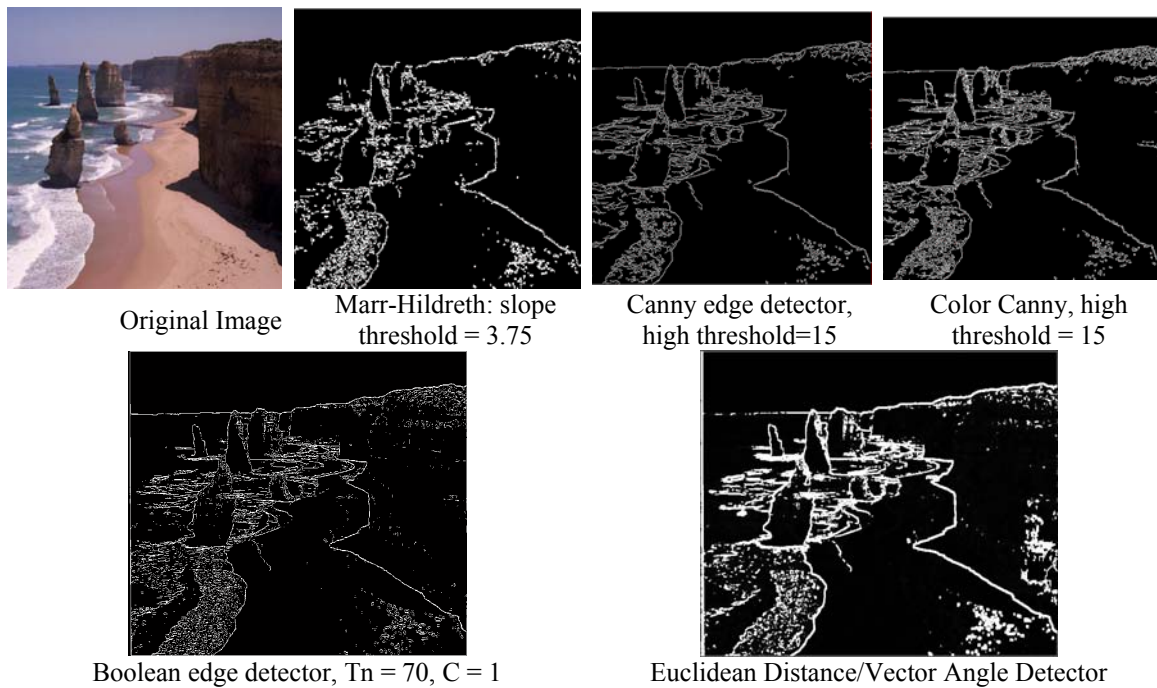 Original Image
Marr-Hildreth: slope
threshold = 3.75
Canny edge detector,
high threshold=15
Color Canny, high
threshold = 15
Boolean edge detector, Tn = 70, C = 1
Euclidean Distance/Vector Angle Detector